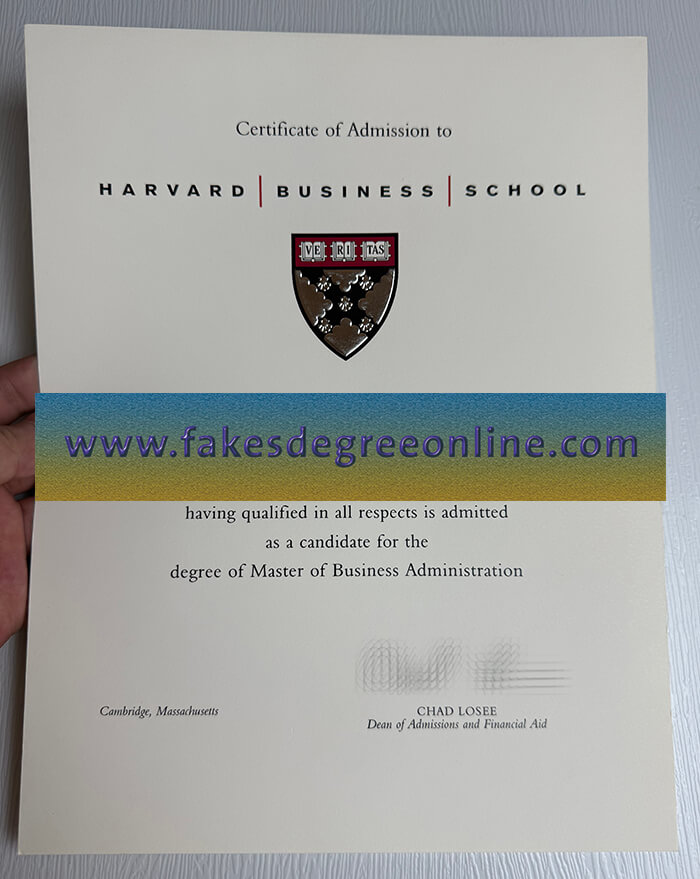 Certificate of Admission to
HARVARD | BUSINESS | SCHOOL
VE RI TAS
www.fakesdegreeonline.com
having qualified in all respects is admitted
as a candidate for the
degree of Master of Business Administration
Cambridge, Massachusetts
CHAD LOSEE
Dean of Admissions and Financial Aid